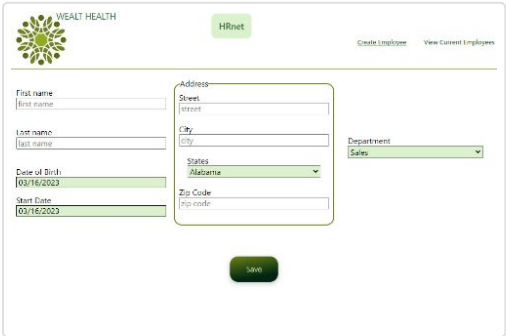 WEALT HEALTH
HRnet
Create Employee
View Current Employees
First name
first name
Last name
last name
Date of Birth
03/16/2023
Start Date
03/16/2023
Address
Street
street
City
city
States
Alabama
Zip Code
zip code
Department
Sales
Save